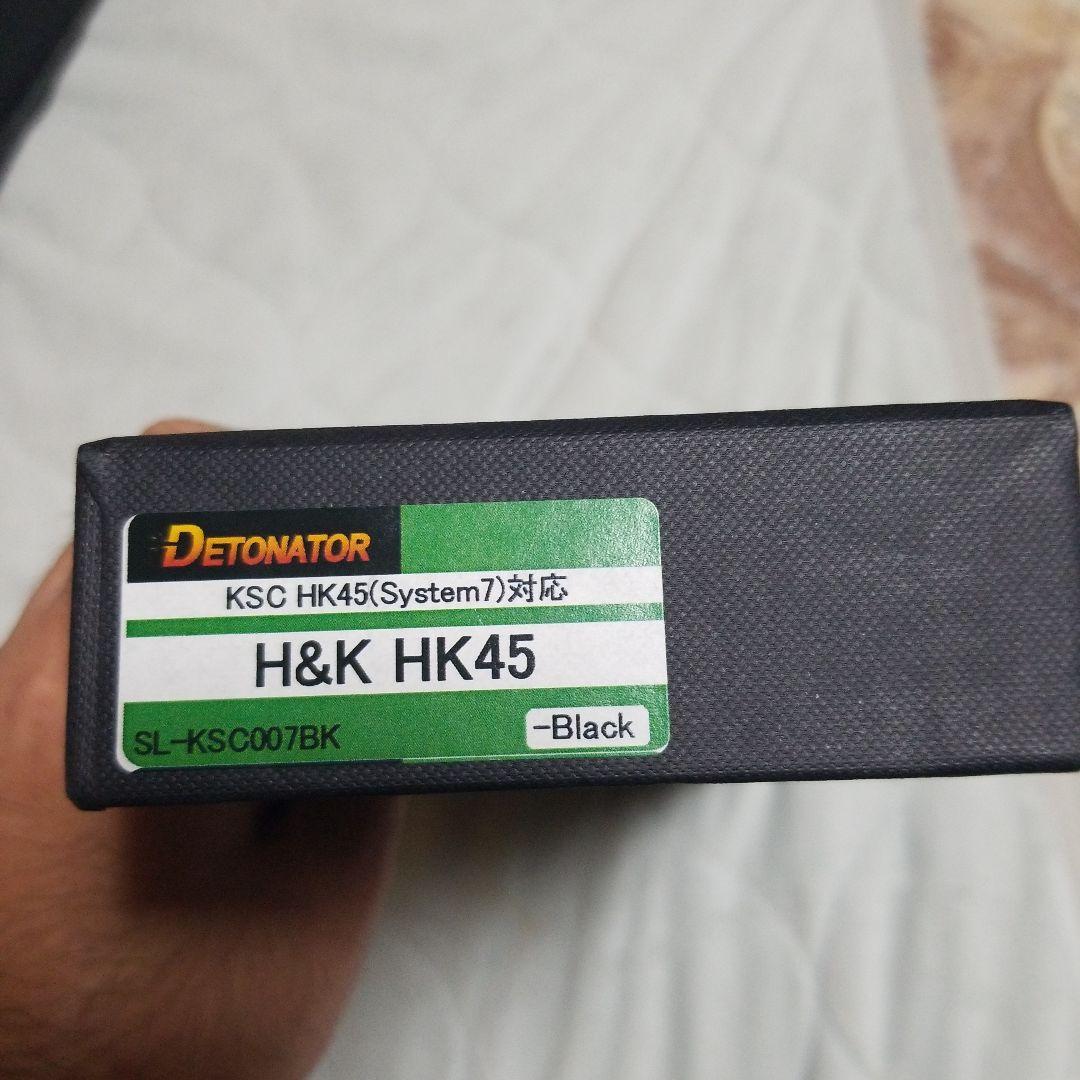 DETONATOR
KSC HK45(System7)対応
H&K HK45
SL-KSC007BK
-Black